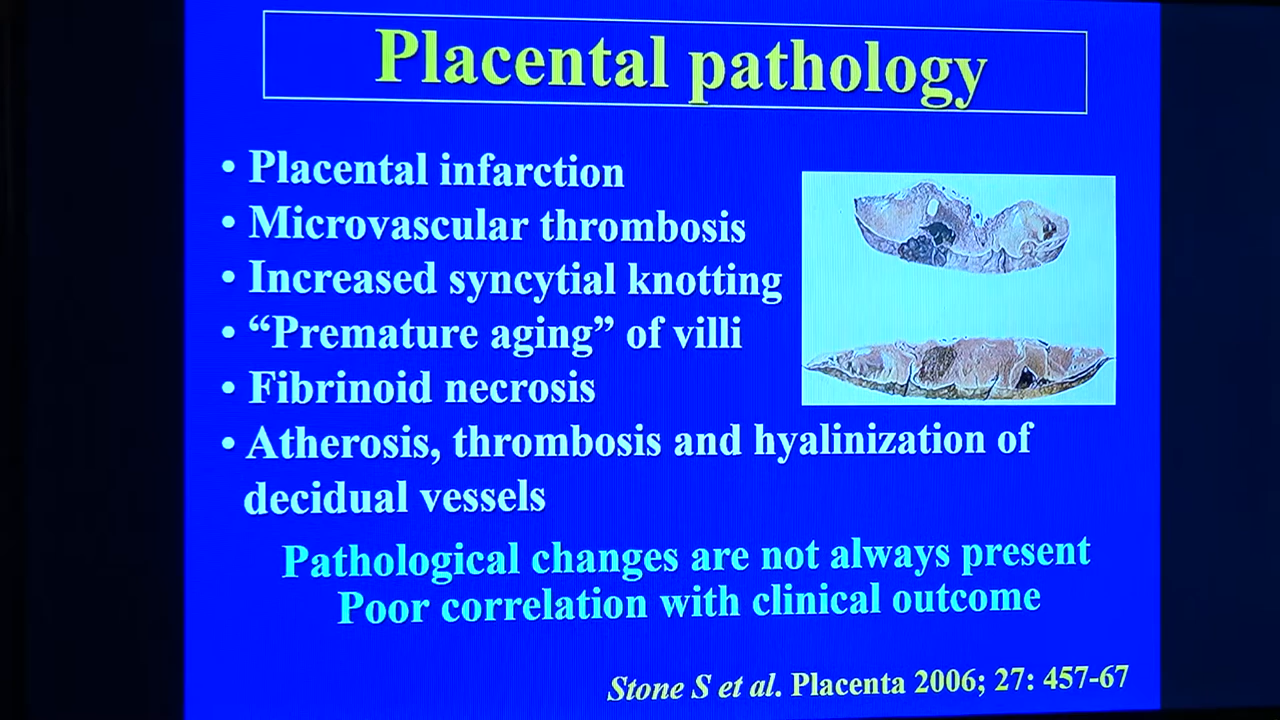 Placental pathology
• Placental infarction
• Microvascular thrombosis
• Increased syncytial knotting
• “Premature aging” of villi
• Fibrinoid necrosis
• Atherosis, thrombosis and hyalinization of
decidual vessels
Pathological changes are not always present
Poor correlation with clinical outcome
Stone S et al. Placenta 2006; 27: 457-67